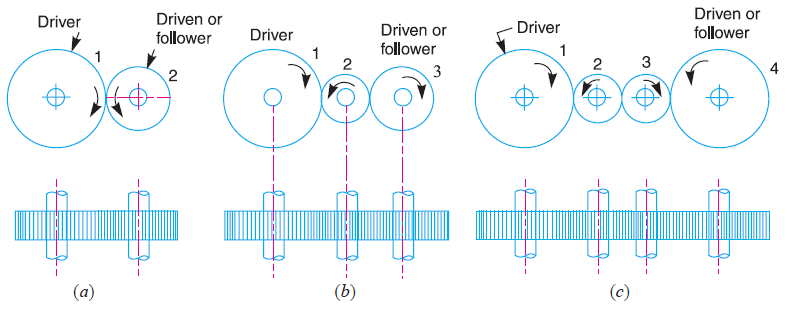 Driver
Driven or
follower
1
2
(a)
Driver
Driven or
follower
1
2
3
(b)
Driver
Driven or
follower
1
2
3
4
(c)